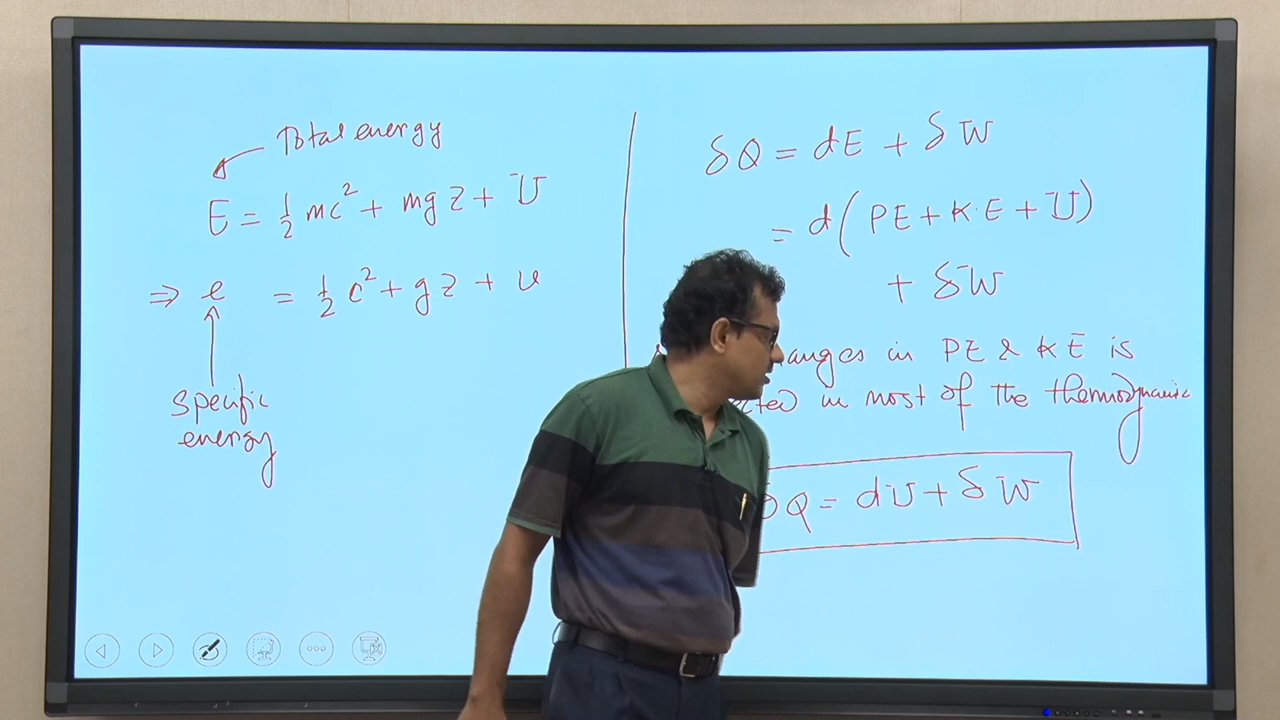 Total energy
E = 1/2 mc² + mgz + U
⇒ e = 1/2 c² + gz + u
specific
energy
δQ = dE + δW
= d(PE + K.E + U)
+ δW
in PE & KE is
in most of the thermodynamic
Q = dU + δW